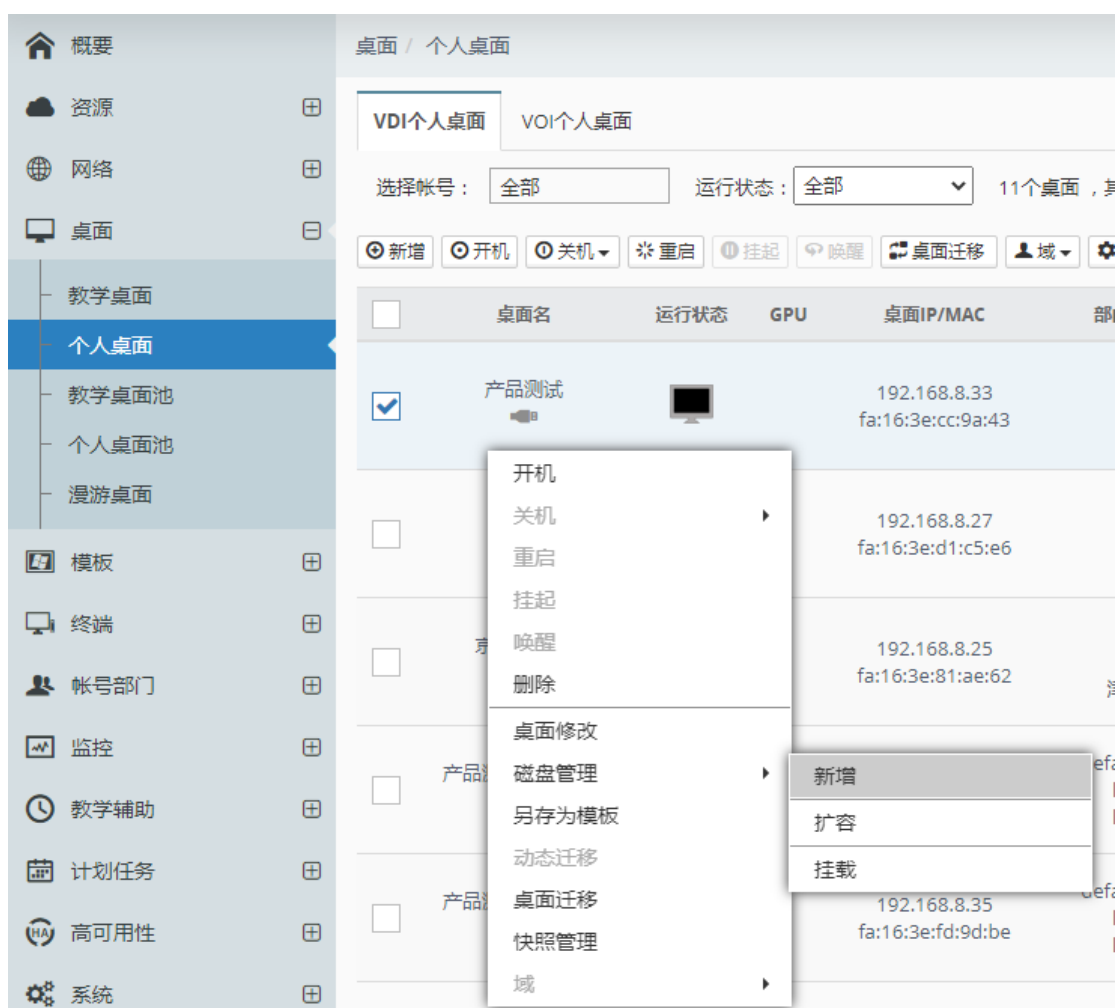 概要
资源
网络
桌面
教学桌面
个人桌面
教学桌面池
个人桌面池
漫游桌面
模板
终端
帐号部门
监控
教学辅助
计划任务
HA
高可用性
系统
桌面 / 个人桌面
VDI个人桌面 VOI个人桌面
选择帐号： 全部 运行状态： 全部 11个桌面 ，其
新增 开机 关机 重启 挂起 唤醒 桌面迁移 域
桌面名 运行状态 GPU 桌面IP/MAC
产品测试
192.168.8.33
fa:16:3e:cc:9a:43
192.168.8.27
fa:16:3e:d1:c5:e6
192.168.8.25
fa:16:3e:81:ae:62
产品
产品
192.168.8.35
fa:16:3e:fd:9d:be
开机
关机
重启
挂起
唤醒
删除
桌面修改
磁盘管理
另存为模板
动态迁移
桌面迁移
快照管理
域
新增
扩容
挂载